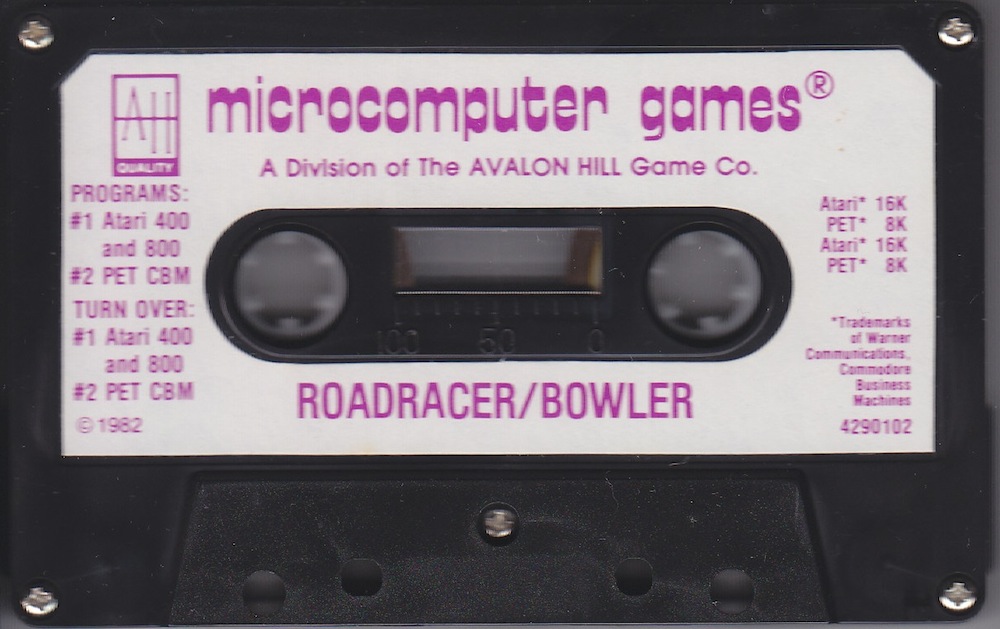 AH
QUALITY
microcomputer games®
A Division of The AVALON HILL Game Co.
PROGRAMS:
#1 Atari 400
and 800
#2 PET CBM
TURN OVER:
#1 Atari 400
and 800
#2 PET CBM
©1982
Atari* 16K
PET* 8K
Atari* 16K
PET* 8K
*Trademarks
of Warner
Communications,
Commodore
Business
Machines
4290102
100 50 0
ROADRACER/BOWLER